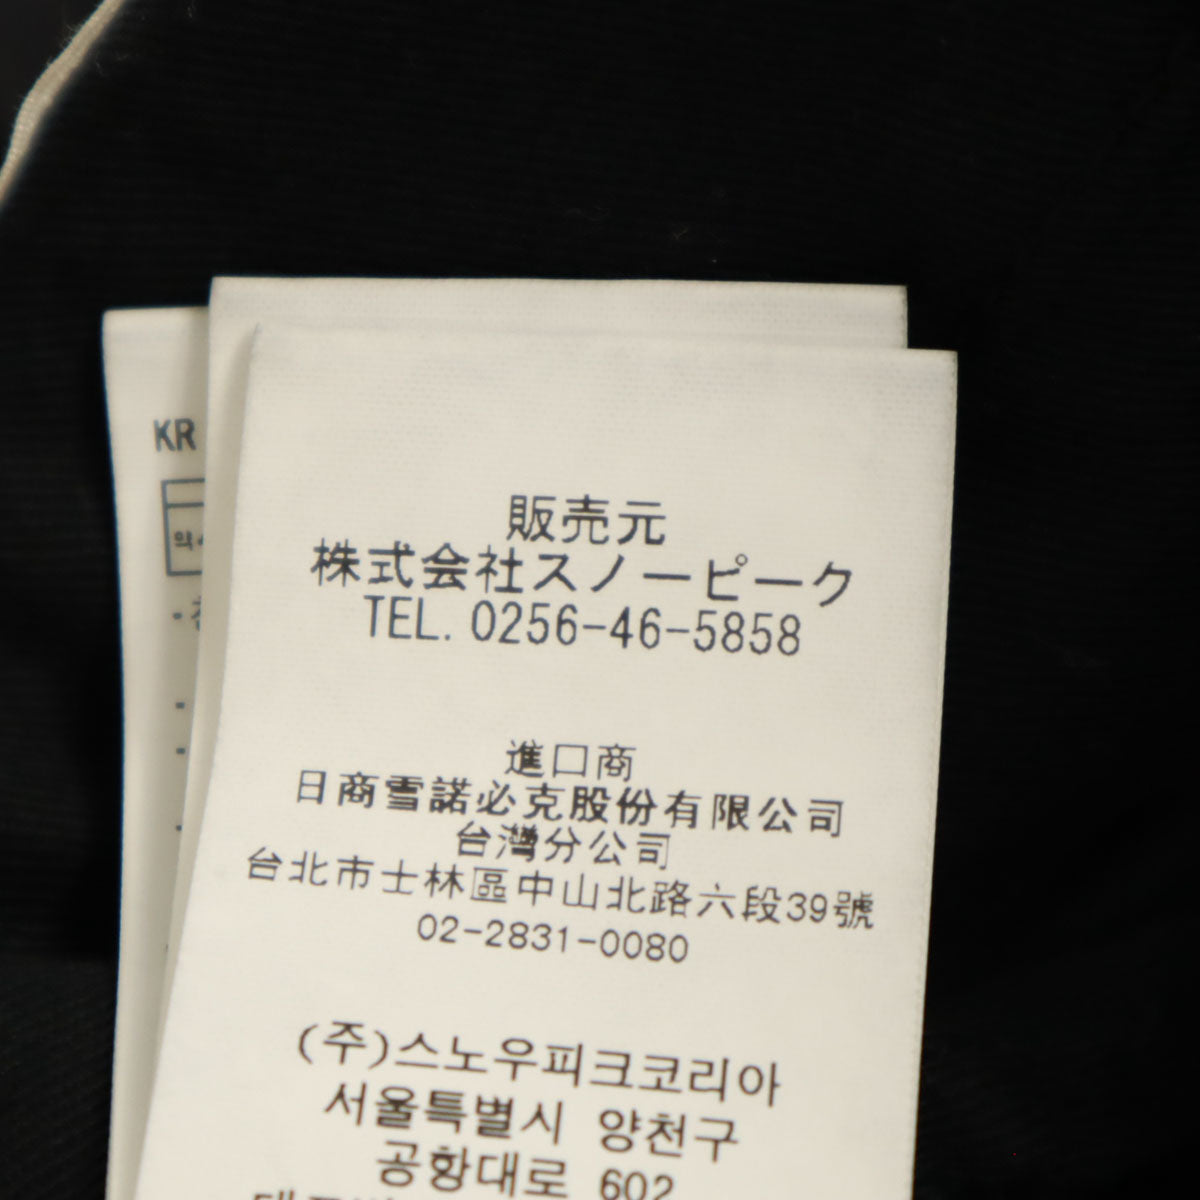 KR
販売元
株式会社スノーピーク
TEL. 0256-46-5858
進口商
日商雪諾必克股份有限公司
台灣分公司
台北市士林區中山北路六段39號
02-2831-0080
(주)스노우피크코리아
서울특별시 양천구
공항대로 602